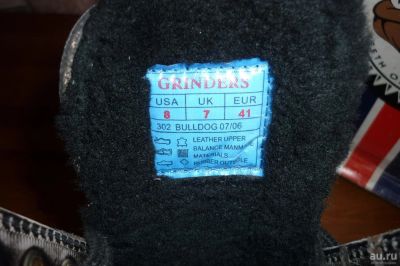 GRINDERS
USA UK EUR
8 7 41
302 BULLDOG 07/06
LEATHER UPPER
BALANCE MANMADE
MATERIALS
RUBBER OUTSOLE
au.ru